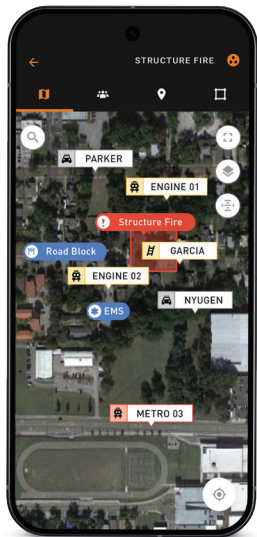 STRUCTURE FIRE
PARKER
ENGINE 01
Structure Fire
Road Block
GARCIA
ENGINE 02
NYUGEN
EMS
METRO 03